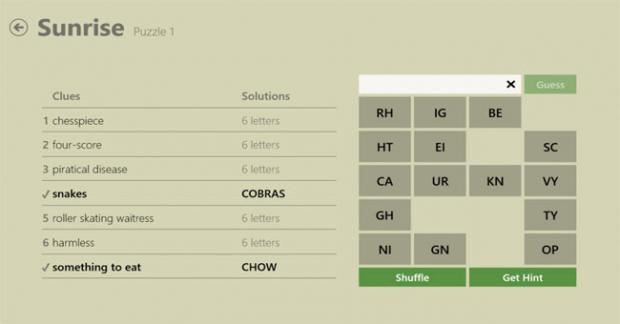 Sunrise Puzzle 1
Clues Solutions
1 chesspiece 6 letters
2 four-score 6 letters
3 piratical disease 6 letters
✓ snakes COBRAS
5 roller skating waitress 6 letters
6 harmless 6 letters
✓ something to eat CHOW
Guess
RH IG BE
HT EI SC
CA UR KN VY
GH TY
NI GN OP
Shuffle Get Hint